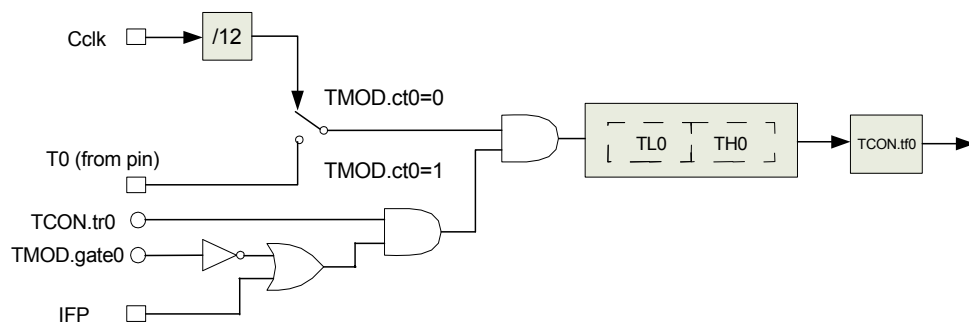 Cclk
/12
TMOD.ct0=0
T0 (from pin)
TMOD.ct0=1
TL0
TH0
TCON.tf0
TCON.tr0
TMOD.gate0
IFP